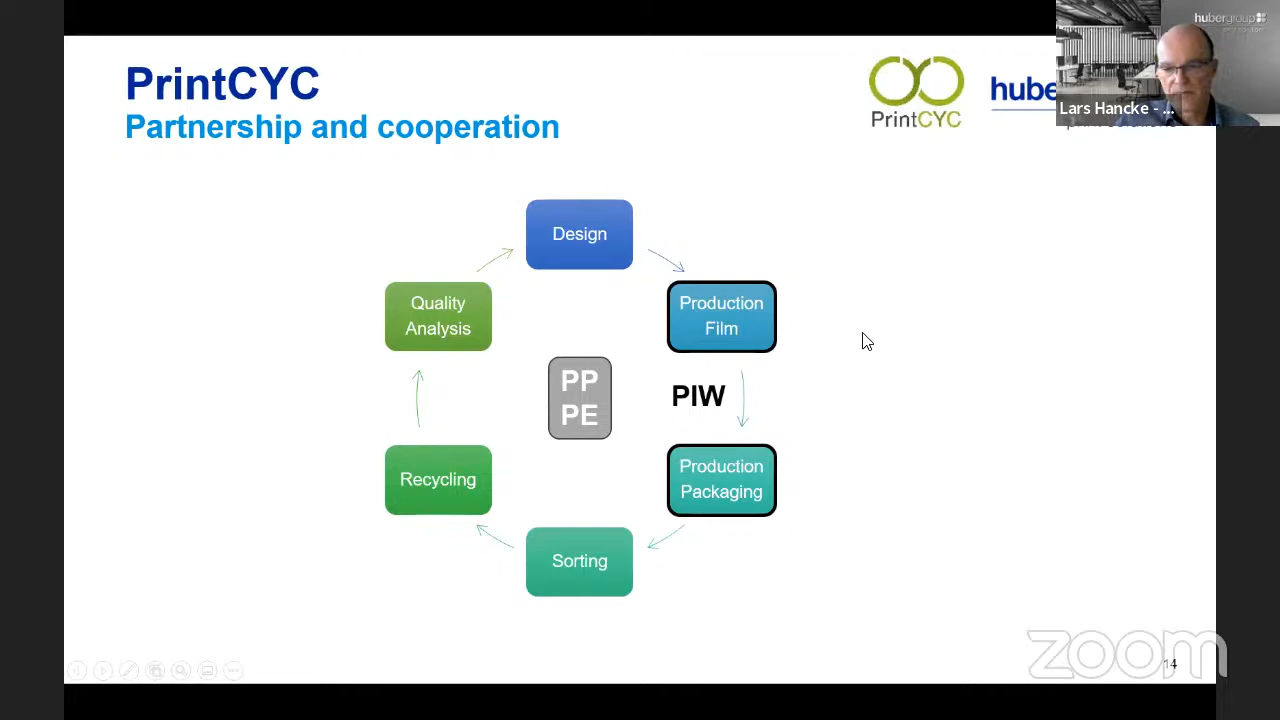 PrintCYC
Partnership and cooperation
PrintCYC
hube
hubergroup
Lars Hancke - ...
Design
Quality
Analysis
Production
Film
PP
PE
PIW
Recycling
Production
Packaging
Sorting
zoom
14